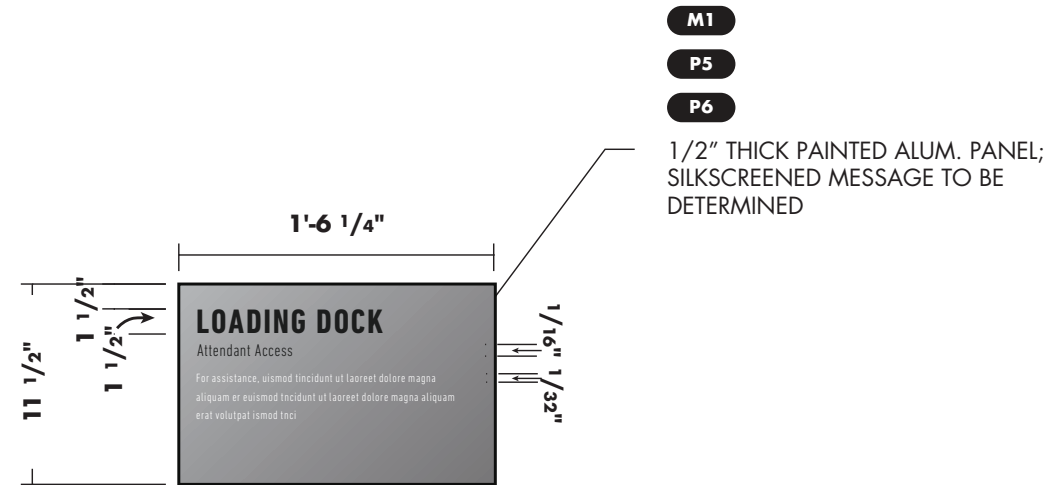 M1
P5
P6
1/2” THICK PAINTED ALUM. PANEL;
SILKSCREENED MESSAGE TO BE
DETERMINED
1'-6 1/4"
1 1/2"
1 1/2"
11 1/2"
LOADING DOCK
Attendant Access
For assistance, uismod tincidunt ut laoreet dolore magna
aliquam er euismod tncidunt ut laoreet dolore magna aliquam
erat volutpat ismod tnci
1/16"
1/32"